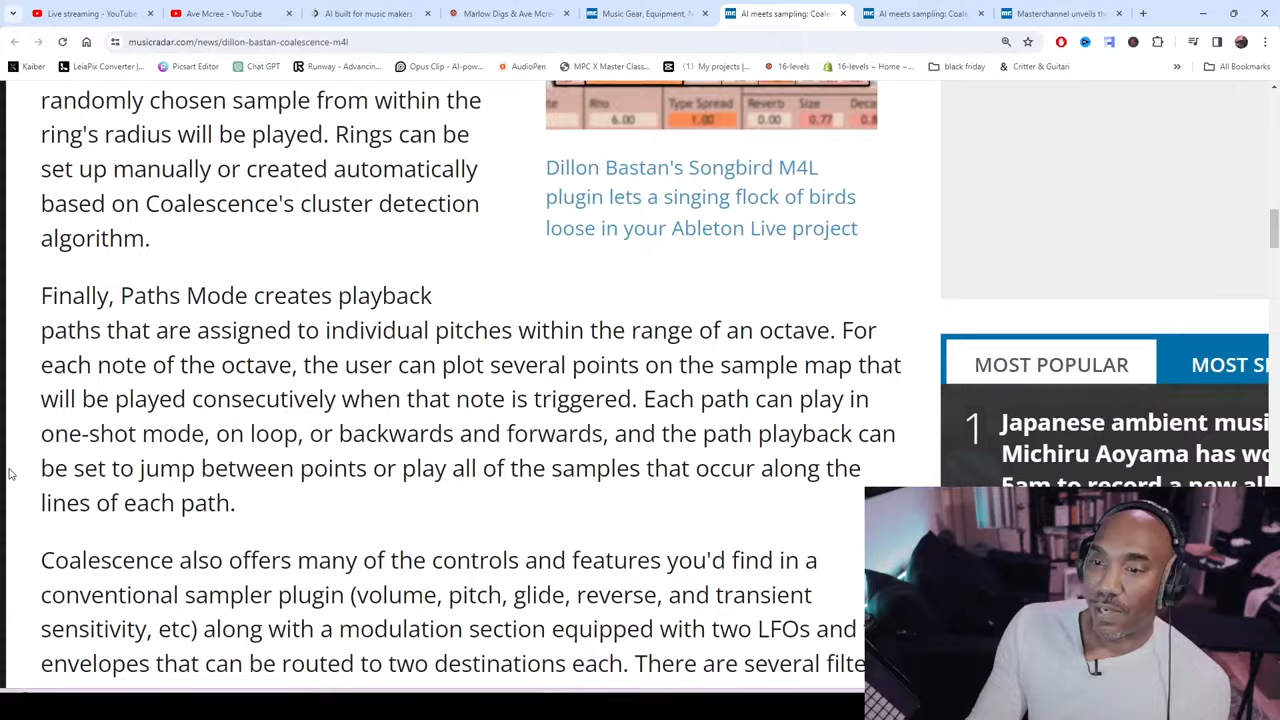 Live streaming - YouTube
Ave Mcree - YouTube
AI built for music makers
Marlow Digs & Ave Mcre
Music Gear, Equipment, N
AI meets sampling: Coale
AI meets sampling: Coale
Masterchannel unveils th
musicradar.com/news/dillon-bastan-coalescence-m4l
Kaiber
LeiaPix Converter |...
Picsart Editor
Chat GPT
Runway - Advancin...
Opus Clip - AI-pow...
AudioPen
MPC X Master Class...
(1) My projects |...
16-levels
16-levels ~ Home ~...
black friday
Critter & Guitari
All Bookmarks
randomly chosen sample from within the
ring's radius will be played. Rings can be
set up manually or created automatically
based on Coalescence's cluster detection
algorithm.
Rho
Type Spread
Reverb
Size
Deca
6.00
1.00
0.00
0.77
Dillon Bastan's Songbird M4L
plugin lets a singing flock of birds
loose in your Ableton Live project
Finally, Paths Mode creates playback
paths that are assigned to individual pitches within the range of an octave. For
each note of the octave, the user can plot several points on the sample map that
will be played consecutively when that note is triggered. Each path can play in
one-shot mode, on loop, or backwards and forwards, and the path playback can
be set to jump between points or play all of the samples that occur along the
lines of each path.
Coalescence also offers many of the controls and features you'd find in a
conventional sampler plugin (volume, pitch, glide, reverse, and transient
sensitivity, etc) along with a modulation section equipped with two LFOs and
envelopes that can be routed to two destinations each. There are several filte
MOST POPULAR
MOST S
1
Japanese ambient musi
Michiru Aoyama has wo
5am to record a new al